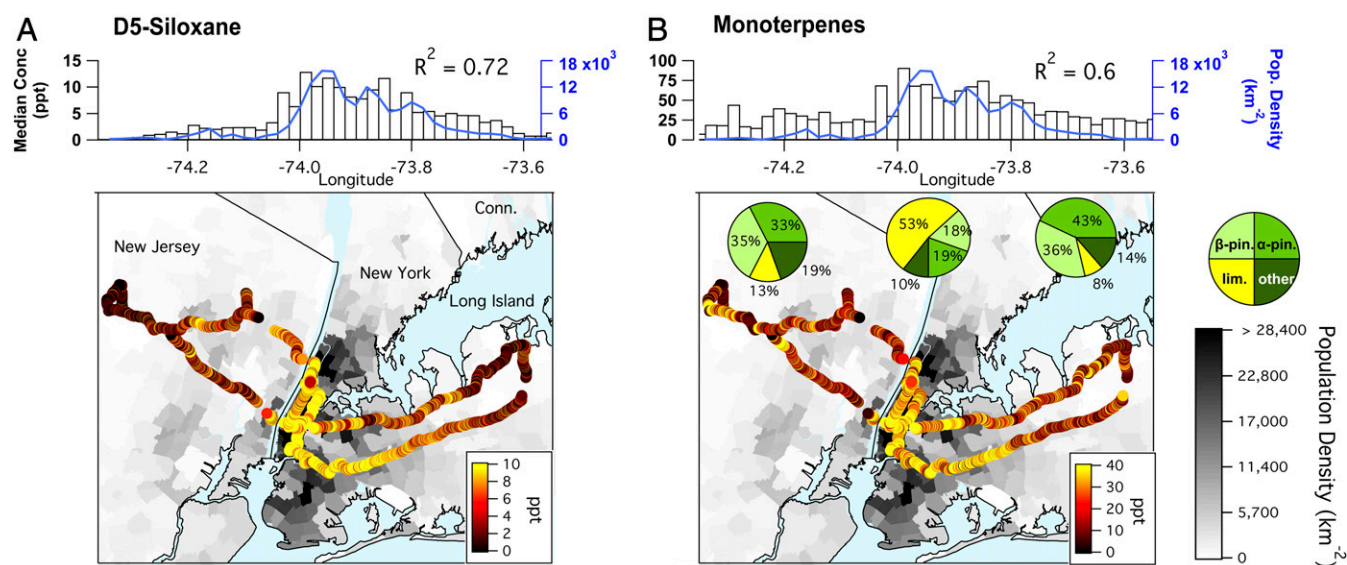 A
D5-Siloxane
Median Conc
(ppt)
15
10
5
0
R² = 0.72
18 x10³
12
6
0
-74.2
-74.0
-73.8
-73.6
Longitude
New Jersey
Conn.
New York
Long Island
10
8
6
4
2
0
ppt
B
Monoterpenes
100
75
50
25
0
R² = 0.6
18 x10³
12
6
0
Pop. Density
(km⁻²)
-74.2
-74.0
-73.8
-73.6
Longitude
33%
35%
13%
19%
53%
18%
19%
10%
43%
36%
14%
8%
40
30
20
10
0
ppt
β-pin.
α-pin.
lim.
other
> 28,400
22,800
17,000
11,400
5,700
0
Population Density (km⁻²)